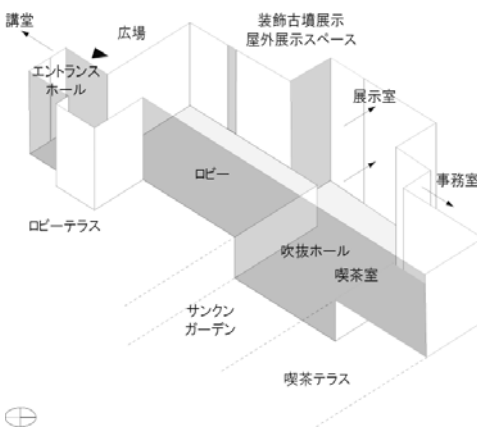 講堂
広場
装飾古墳展示
屋外展示スペース
エントランス
ホール
展示室
ロビー
事務室
ロビーテラス
吹抜ホール
喫茶室
サンクン
ガーデン
喫茶テラス